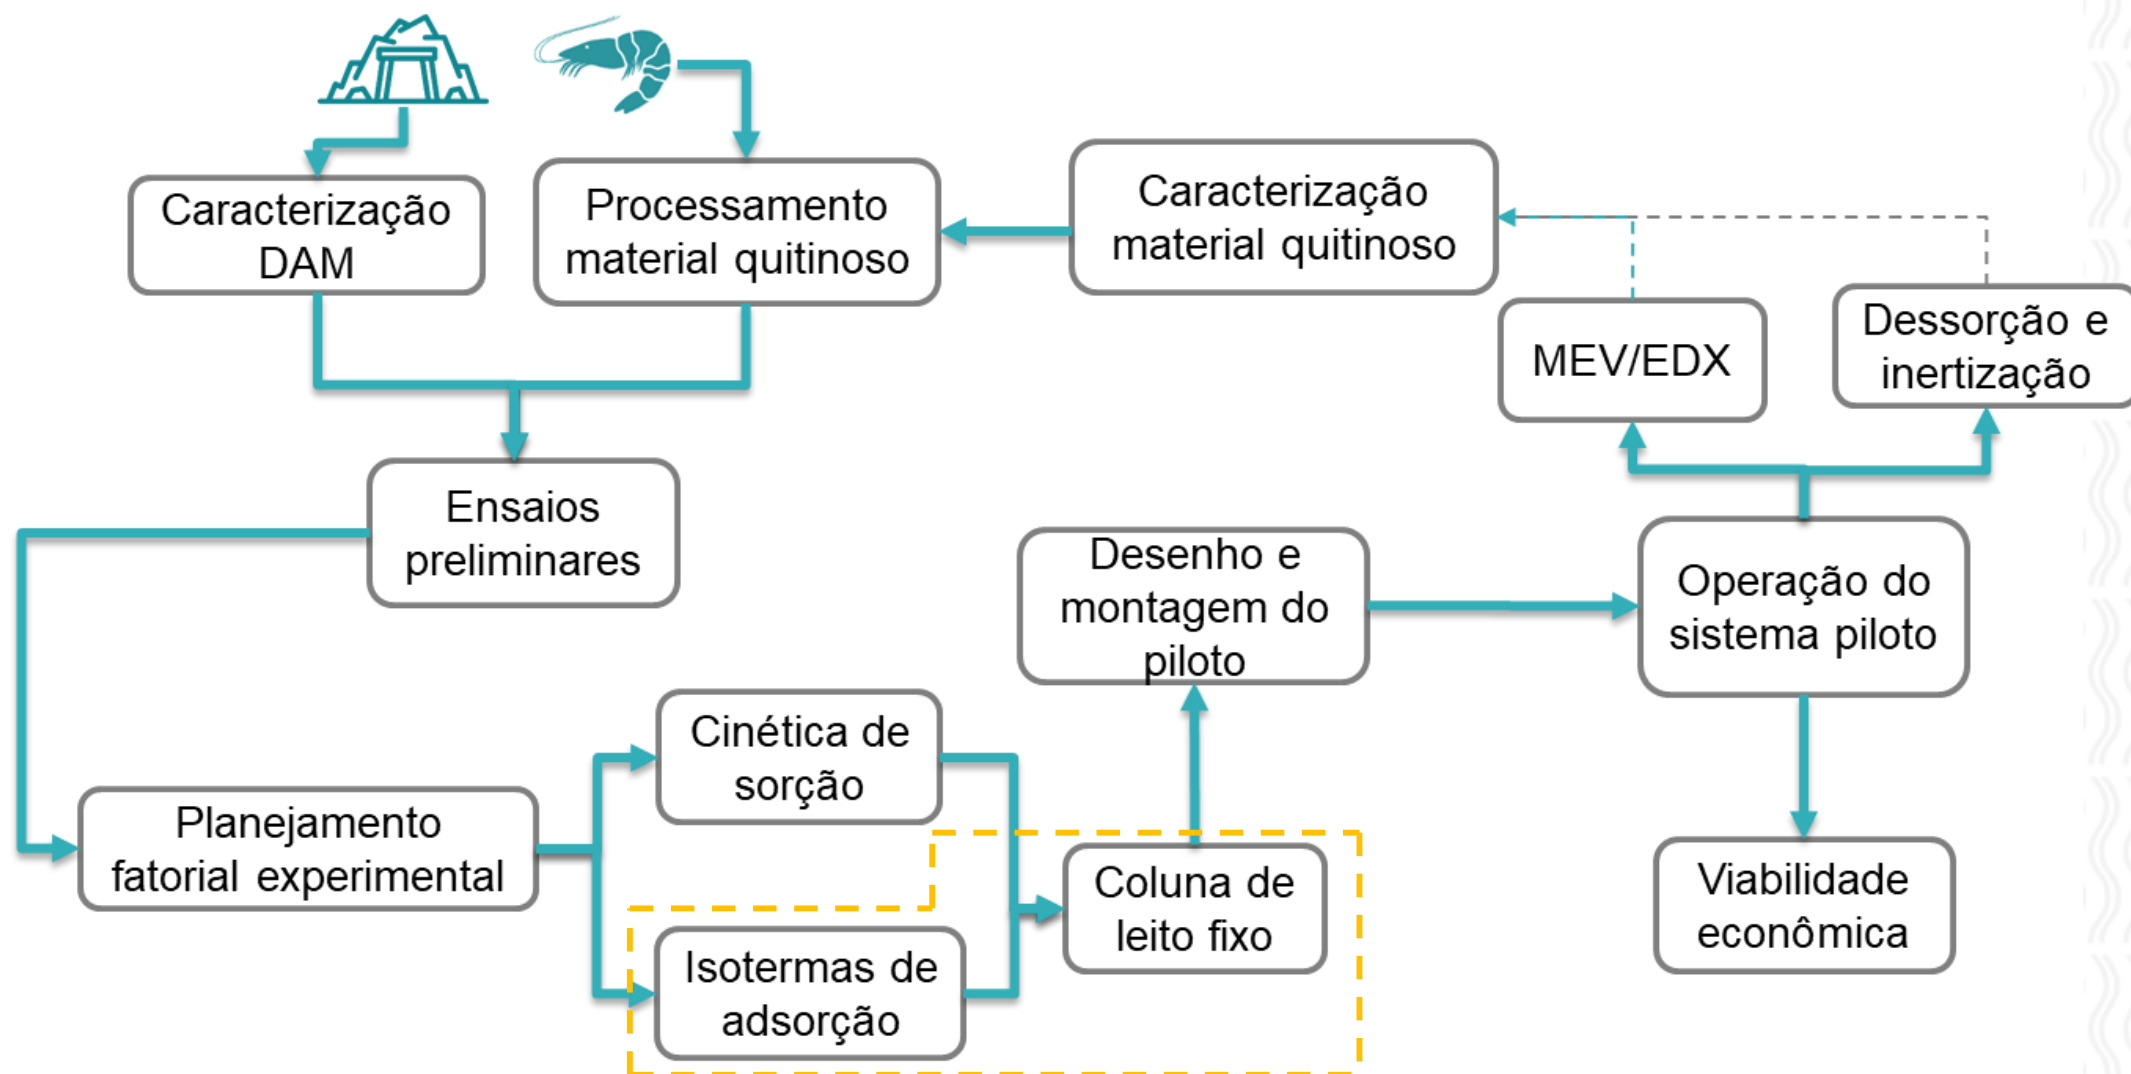 Caracterização
DAM
Processamento
material quitinoso
Caracterização
material quitinoso
MEV/EDX
Dessorção e
inertização
Ensaios
preliminares
Desenho e
montagem do
piloto
Operação do
sistema piloto
Cinética de
sorção
Planejamento
fatorial experimental
Coluna de
leito fixo
Viabilidade
econômica
Isotermas de
adsorção